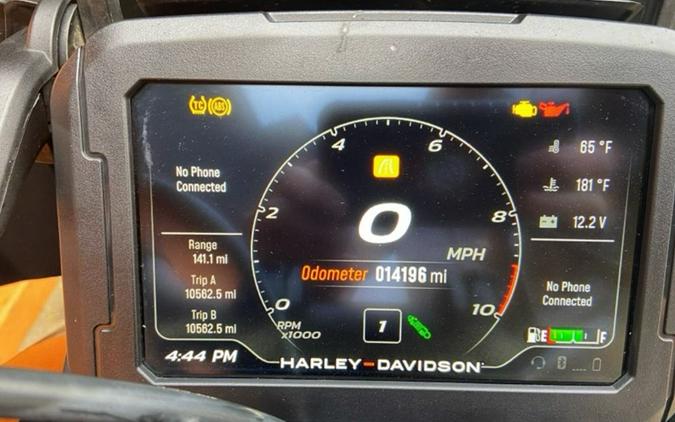 TC ABS
No Phone
Connected
Range
141.1 mi
Trip A
10562.5 mi
Trip B
10562.5 mi
4:44 PM
0
2
4
6
8
10
RPM
x1000
0
MPH
Odometer 014196 mi
1
HARLEY-DAVIDSON
65 °F
181 °F
12.2 V
No Phone
Connected
E F